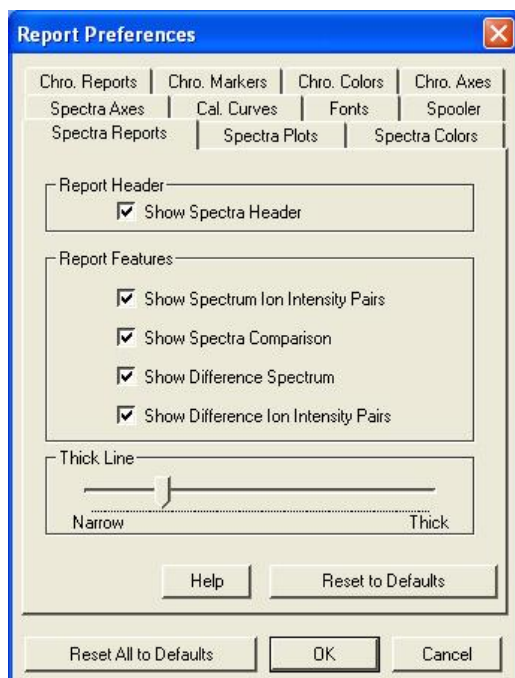 Report Preferences
Chro. Reports Chro. Markers Chro. Colors Chro. Axes
Spectra Axes Cal. Curves Fonts Spooler
Spectra Reports Spectra Plots Spectra Colors
Report Header
Show Spectra Header
Report Features
Show Spectrum Ion Intensity Pairs
Show Spectra Comparison
Show Difference Spectrum
Show Difference Ion Intensity Pairs
Thick Line
Narrow Thick
Help Reset to Defaults
Reset All to Defaults OK Cancel